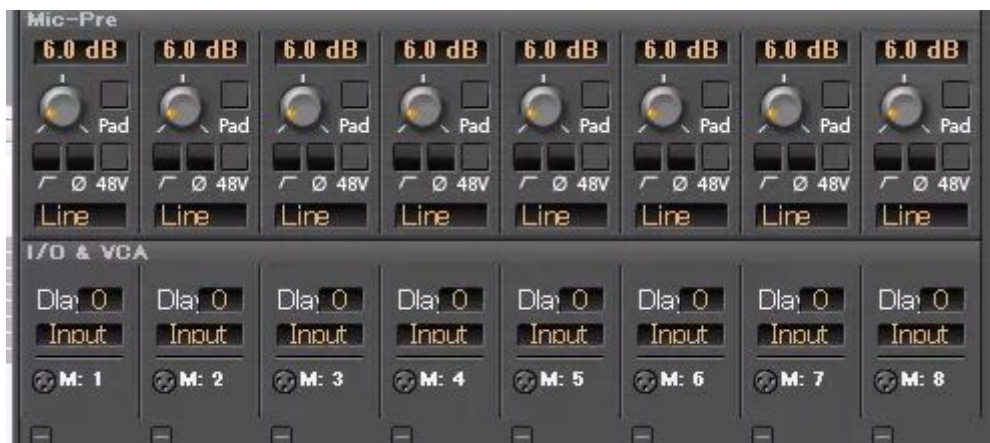 Mic-Pre
6.0 dB 6.0 dB 6.0 dB 6.0 dB 6.0 dB 6.0 dB 6.0 dB 6.0 dB
Pad Pad Pad Pad Pad Pad Pad Pad
Ø 48V Ø 48V Ø 48V Ø 48V Ø 48V Ø 48V Ø 48V Ø 48V
Line Line Line Line Line Line Line Line
I/O & VCA
Dlay 0 Dlay 0 Dlay 0 Dlay 0 Dlay 0 Dlay 0 Dlay 0 Dlay 0
Input Input Input Input Input Input Input Input
M: 1 M: 2 M: 3 M: 4 M: 5 M: 6 M: 7 M: 8